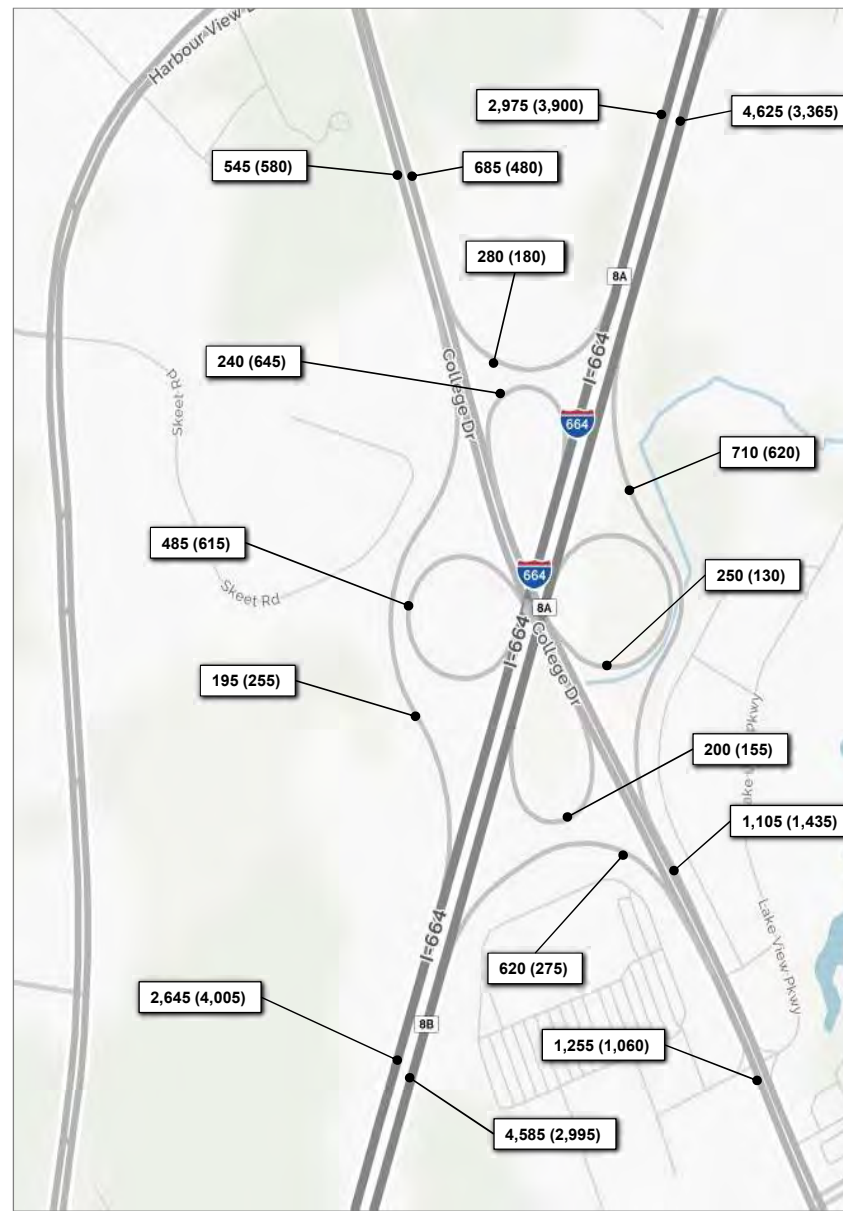 Harbour View
2,975 (3,900)
4,625 (3,365)
545 (580)
685 (480)
280 (180)
8A
I-664
240 (645)
College Dr
Skeet Rd
664
710 (620)
485 (615)
664
250 (130)
Skeet Rd
8A
I-664
College Dr
195 (255)
Pkwy
200 (155)
1,105 (1,435)
Lake View Pkwy
I-664
620 (275)
2,645 (4,005)
8B
1,255 (1,060)
4,585 (2,995)